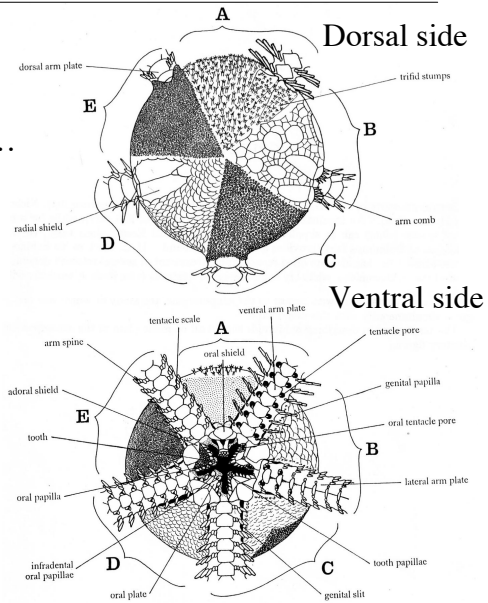 A
Dorsal side
dorsal arm plate
trifid stumps
E
B
..
radial shield
arm comb
D
C
Ventral side
A
tentacle scale
ventral arm plate
oral shield
tentacle pore
arm spine
genital papilla
adoral shield
E
oral tentacle pore
tooth
B
lateral arm plate
oral papilla
D
tooth papillae
infradental
oral papillae
C
oral plate
genital slit